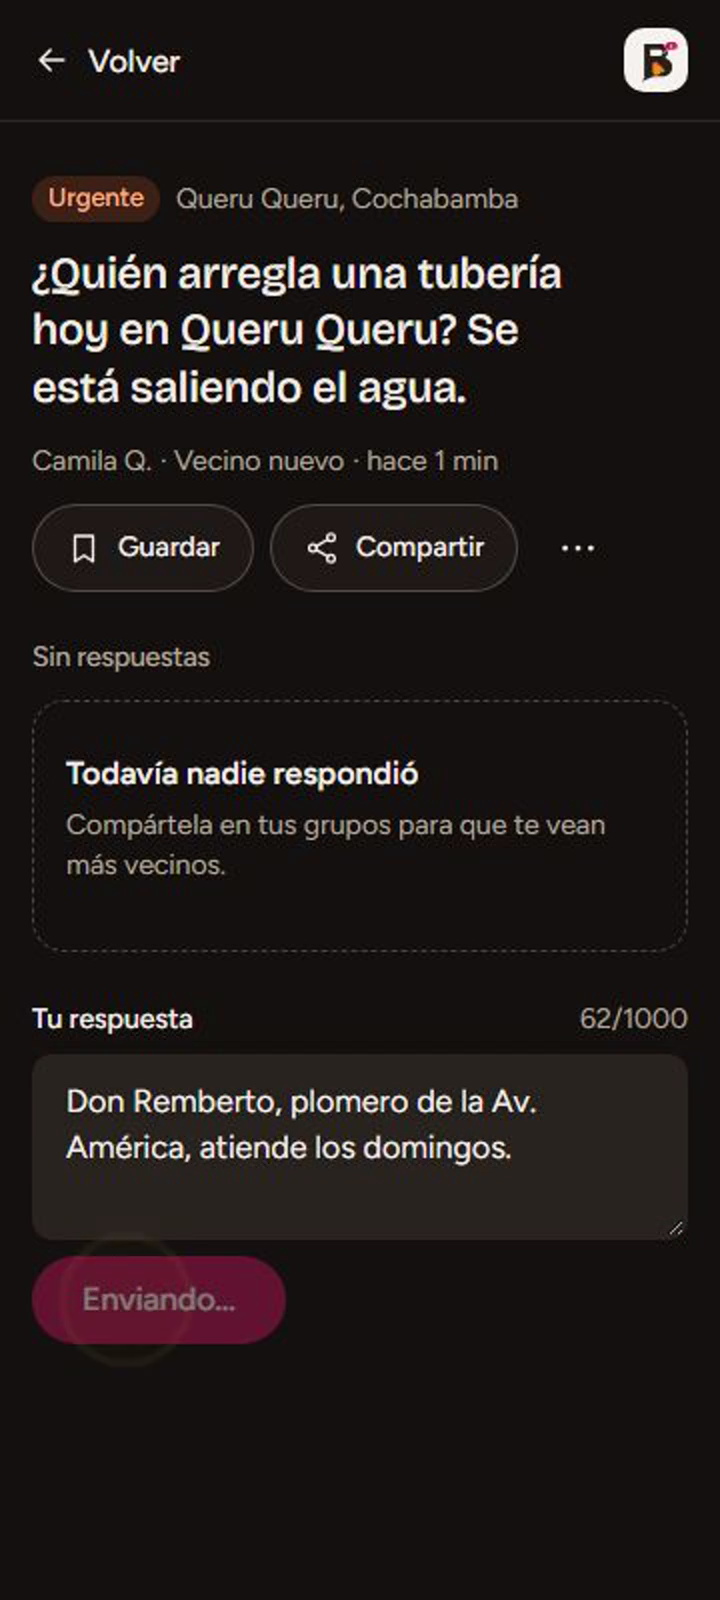 Volver
Urgente Queru Queru, Cochabamba
¿Quién arregla una tubería
hoy en Queru Queru? Se
está saliendo el agua.
Camila Q. · Vecino nuevo · hace 1 min
Guardar Compartir
Sin respuestas
Todavía nadie respondió
Compártela en tus grupos para que te vean
más vecinos.
Tu respuesta 62/1000
Don Remberto, plomero de la Av.
América, atiende los domingos.
Enviando...